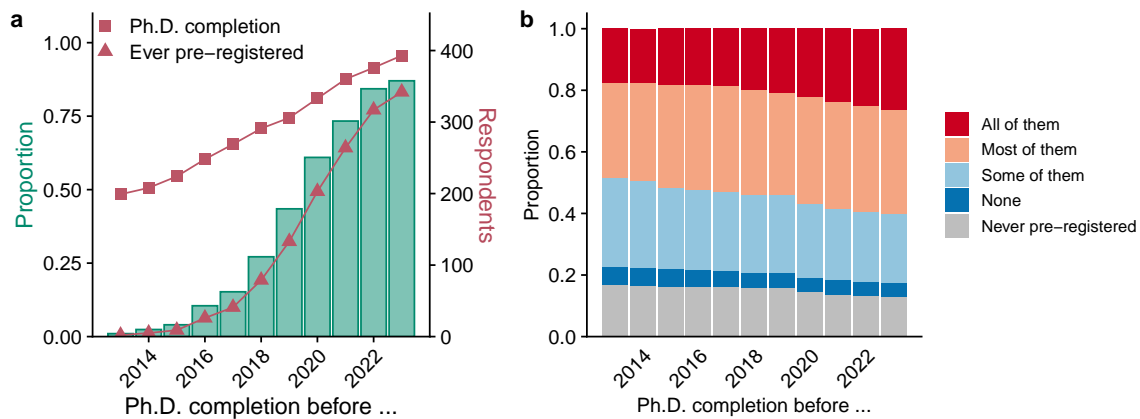 a
Ph.D. completion
Ever pre−registered
Proportion
1.00
0.75
0.50
0.25
0.00
400
300
200
100
0
Respondents
2014
2016
2018
2020
2022
Ph.D. completion before ...
b
Proportion
1.0
0.8
0.6
0.4
0.2
0.0
2014
2016
2018
2020
2022
Ph.D. completion before ...
All of them
Most of them
Some of them
None
Never pre−registered